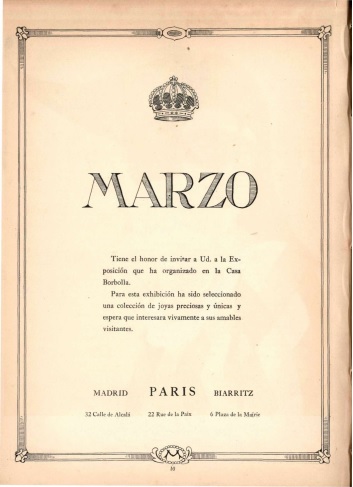 MARZO
Tiene el honor de invitar a Ud. a la Ex-
posición que ha organizado en la Casa
Borbolla.
Para esta exhibición ha sido seleccionado
una colección de joyas preciosas y únicas y
espera que interesara vivamente a sus amables
visitantes.
MADRID PARIS BIARRITZ
12 Calle de Alcalá 22 Rue de la Paix 6 Place de la Mairie
M